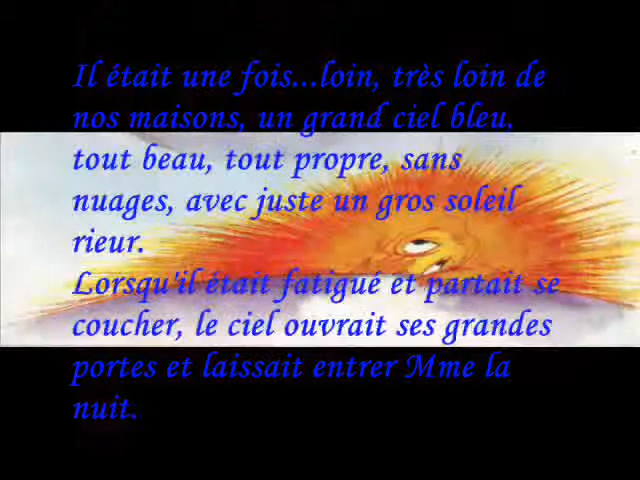 Il était une fois...loin, très loin de
nos maisons, un grand ciel bleu.
tout beau, tout propre, sans
nuages, avec juste un gros soleil
rieur.
Lorsqu'il était fatigué et partait se
coucher, le ciel ouvrait ses grandes
portes et laissait entrer Mme la
nuit.